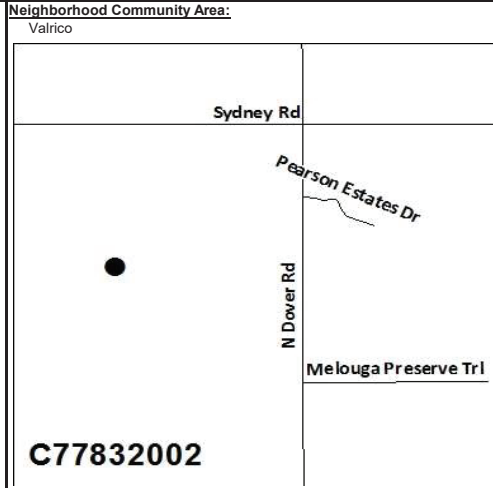 Neighborhood Community Area:
Valrico
Sydney Rd
Pearson Estates Dr
N Dover Rd
Melouga Preserve Trl
C77832002